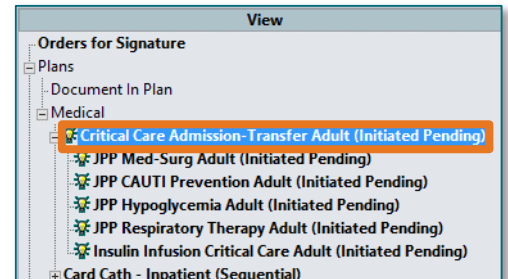 View
Orders for Signature
Plans
Document In Plan
Medical
Critical Care Admission-Transfer Adult (Initiated Pending)
JPP Med-Surg Adult (Initiated Pending)
JPP CAUTI Prevention Adult (Initiated Pending)
JPP Hypoglycemia Adult (Initiated Pending)
JPP Respiratory Therapy Adult (Initiated Pending)
Insulin Infusion Critical Care Adult (Initiated Pending)
Card Cath - Inpatient (Sequential)